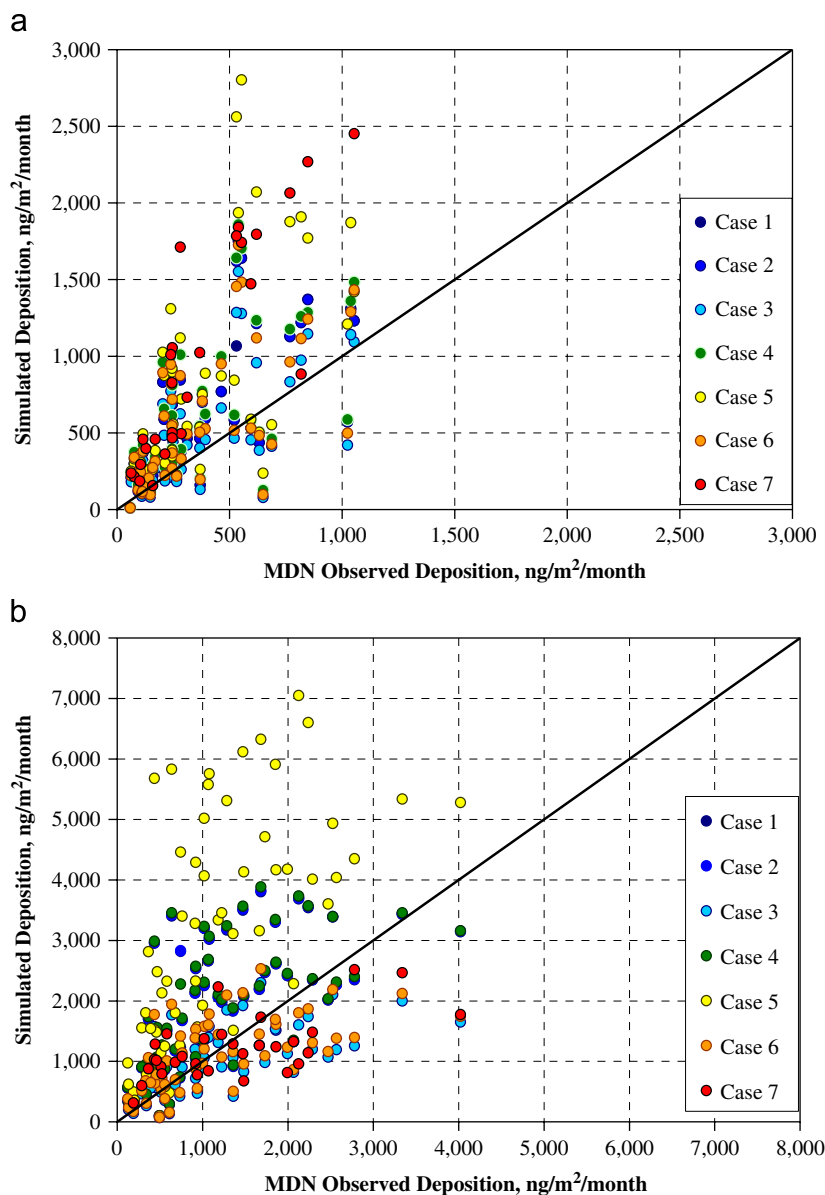 a
3,000
2,500
2,000
1,500
1,000
500
0
Simulated Deposition, ng/m²/month
Case 1
Case 2
Case 3
Case 4
Case 5
Case 6
Case 7
0 500 1,000 1,500 2,000 2,500 3,000
MDN Observed Deposition, ng/m²/month
b
8,000
7,000
6,000
5,000
4,000
3,000
2,000
1,000
0
Simulated Deposition, ng/m²/month
Case 1
Case 2
Case 3
Case 4
Case 5
Case 6
Case 7
0 1,000 2,000 3,000 4,000 5,000 6,000 7,000 8,000
MDN Observed Deposition, ng/m²/month